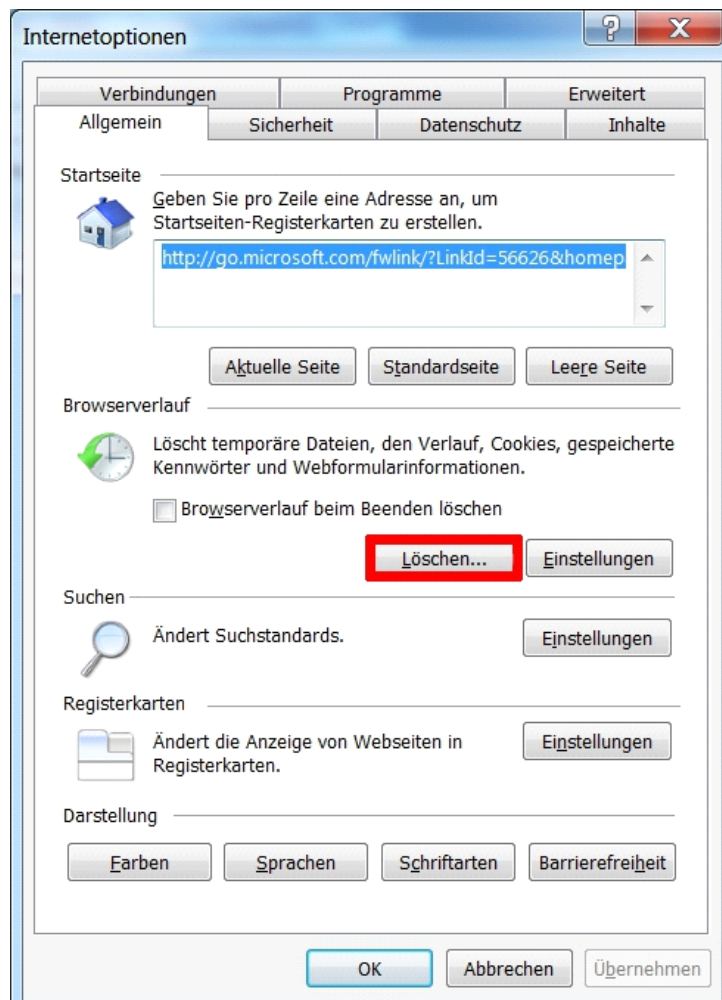 Internetoptionen
Verbindungen Programme Erweitert
Allgemein Sicherheit Datenschutz Inhalte
Startseite
Geben Sie pro Zeile eine Adresse an, um
Startseiten-Registerkarten zu erstellen.
http://go.microsoft.com/fwlink/?LinkId=56626&homep
Aktuelle Seite Standardseite Leere Seite
Browserverlauf
Löscht temporäre Dateien, den Verlauf, Cookies, gespeicherte
Kennwörter und Webformularinformationen.
Browserverlauf beim Beenden löschen
Löschen... Einstellungen
Suchen
Ändert Suchstandards. Einstellungen
Registerkarten
Ändert die Anzeige von Webseiten in Einstellungen
Registerkarten.
Darstellung
Farben Sprachen Schriftarten Barrierefreiheit
OK Abbrechen Übernehmen